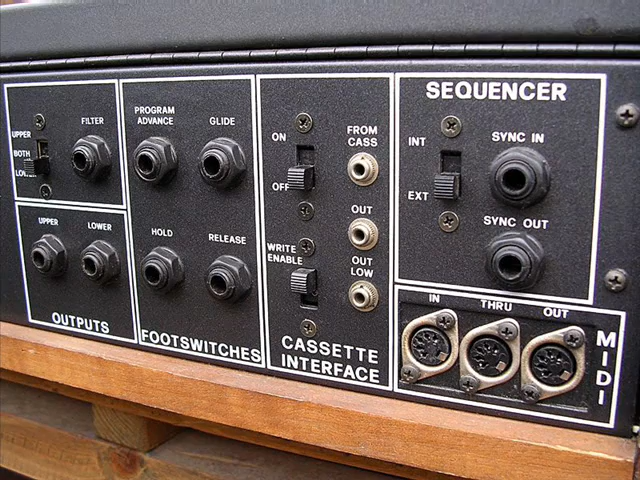 UPPER
BOTH
LOWER
FILTER
UPPER
LOWER
OUTPUTS
PROGRAM
ADVANCE
GLIDE
HOLD
RELEASE
FOOTSWITCHES
ON
OFF
FROM
CASS
OUT
WRITE
ENABLE
OUT
LOW
CASSETTE
INTERFACE
SEQUENCER
INT
EXT
SYNC IN
SYNC OUT
IN
THRU
OUT
MIDI